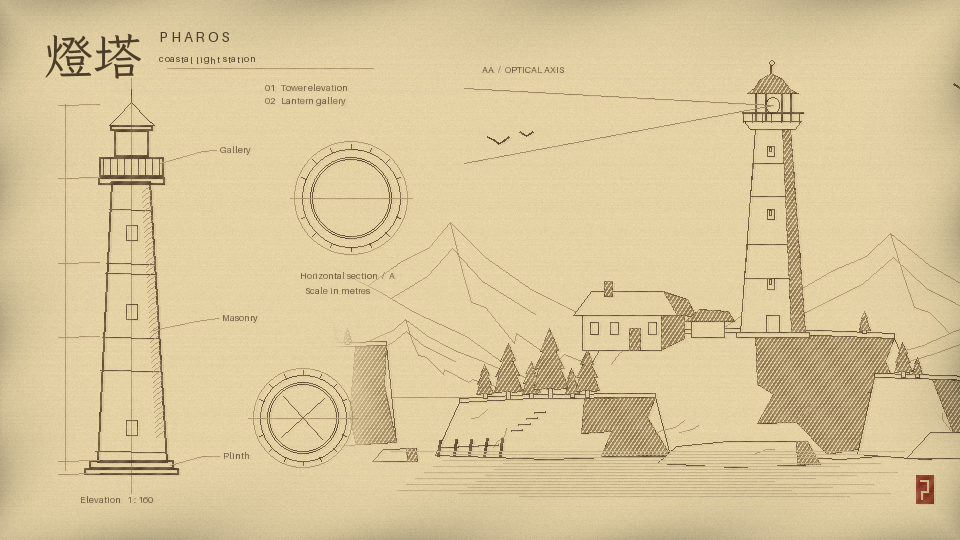 燈塔
PHAROS
coastal light station
01 Tower elevation
02 Lantern gallery
AA / OPTICAL AXIS
Gallery
Horizontal section / A
Scale in metres
Masonry
Plinth
Elevation 1:160